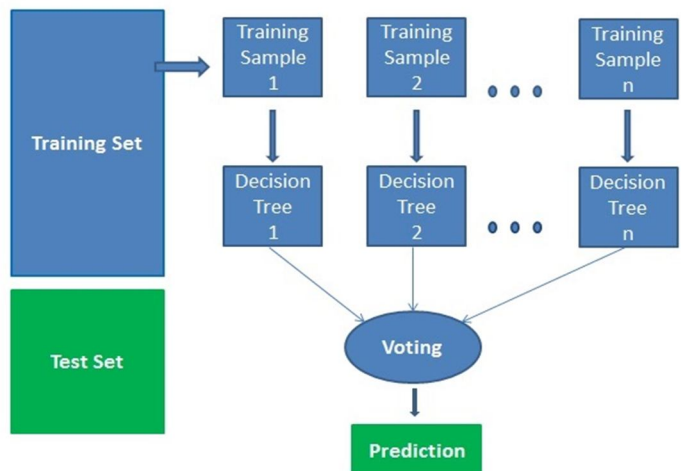 Training Set
Training
Sample
1
Training
Sample
2
Training
Sample
n
Decision
Tree
1
Decision
Tree
2
Decision
Tree
n
Test Set
Voting
Prediction